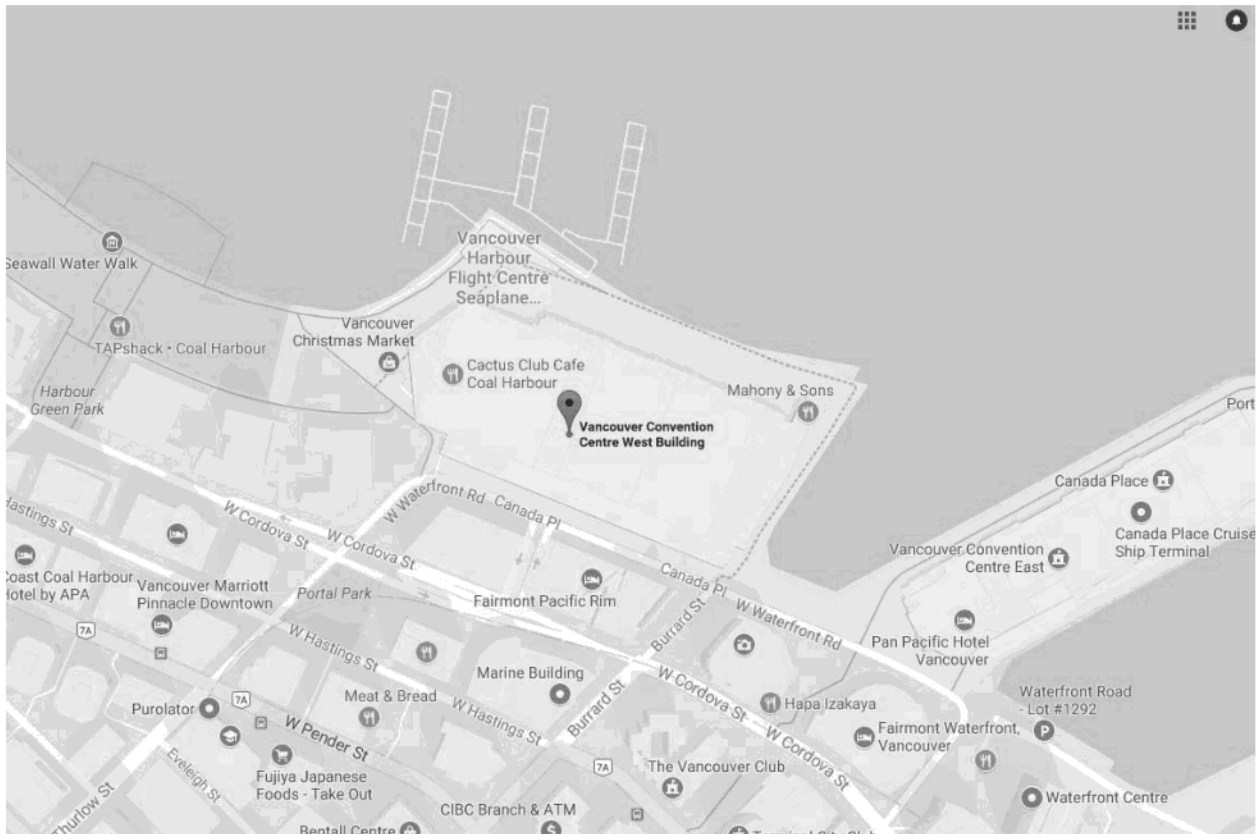 Vancouver
Harbour
Flight Centre
Seaplane...
Seawall Water Walk
Vancouver
Christmas Market
TAPshack • Coal Harbour
Cactus Club Cafe
Coal Harbour
Mahony & Sons
Harbour
Green Park
Port
Vancouver Convention
Centre West Building
Canada Place
W Waterfront Rd
Canada Pl
Hastings St
W Cordova St
W Cordova St
Canada Place Cruise
Ship Terminal
Vancouver Convention
Centre East
Coast Coal Harbour
Hotel by APA
Vancouver Marriott
Pinnacle Downtown
Portal Park
Fairmont Pacific Rim
Canada Pl
W Waterfront Rd
Burrard St
Pan Pacific Hotel
Vancouver
7A
W Hastings St
Marine Building
W Cordova St
Waterfront Road
- Lot #1292
Purolator
7A
Meat & Bread
W Hastings St
Burrard St
Hapa Izakaya
W Pender St
W Cordova St
Fairmont Waterfront,
Vancouver
P
Eveleigh St
Fujiya Japanese
Foods - Take Out
7A
The Vancouver Club
Thurlow St
CIBC Branch & ATM
Waterfront Centre
Bentall Centre
$
Terminal City Club